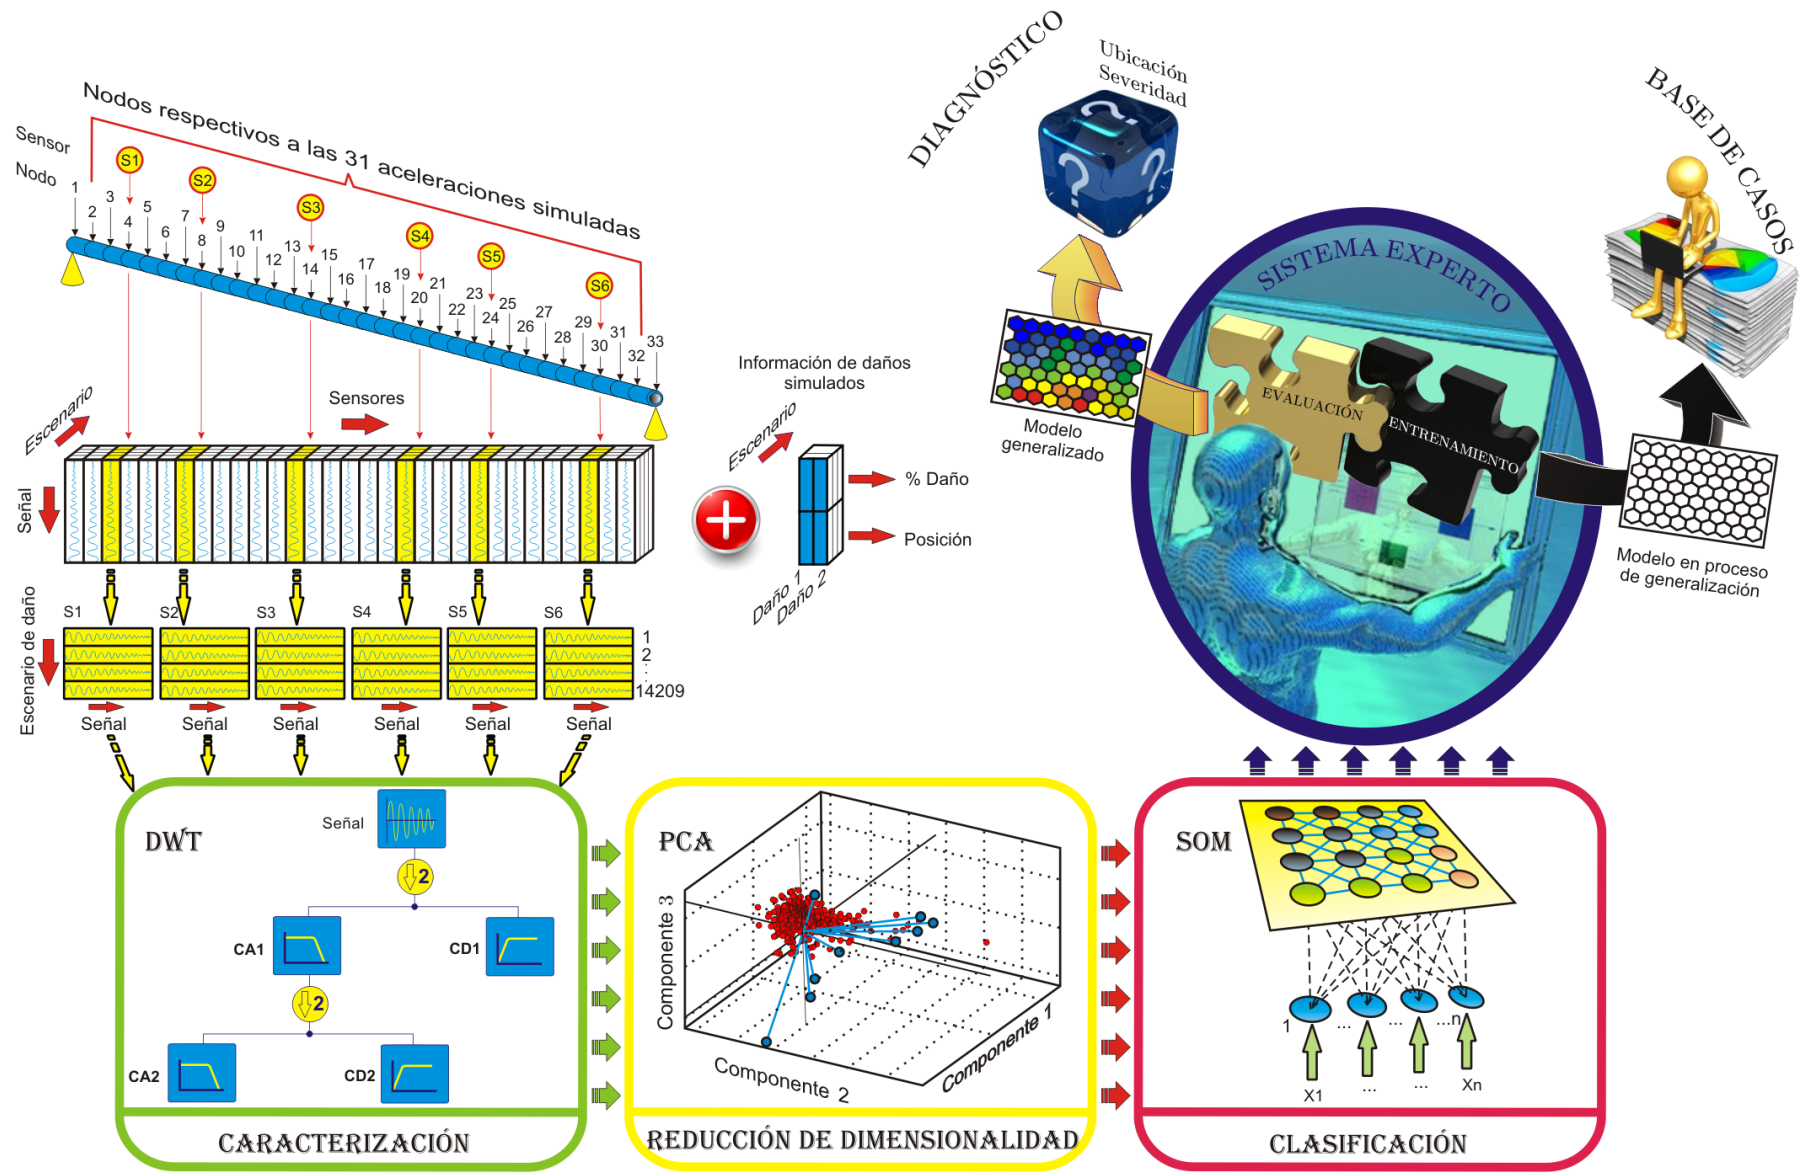 Nodos respectivos a las 31 aceleraciones simuladas
Sensor
Nodo
S1
S2
S3
S4
S5
S6
1
2
3
4
5
6
7
8
9
10
11
12
13
14
15
16
17
18
19
20
21
22
23
24
25
26
27
28
29
30
31
32
33
Escenario
Sensores
Señal
Información de daños
simulados
Escenario
% Daño
Posición
Daño 1
Daño 2
Escenario de daño
S1
S2
S3
S4
S5
S6
1
2
14209
Señal
Señal
Señal
Señal
Señal
Señal
DIAGNÓSTICO
Ubicación
Severidad
? ? ?
Modelo
generalizado
SISTEMA EXPERTO
EVALUACIÓN
ENTRENAMIENTO
BASE DE CASOS
Modelo en proceso
de generalización
DWT
Señal
2
CA1
CD1
2
CA2
CD2
CARACTERIZACIÓN
PCA
Componente 3
Componente 2
Componente 1
REDUCCIÓN DE DIMENSIONALIDAD
SOM
1 ... ... ...n
X1 ... ... Xn
CLASIFICACIÓN